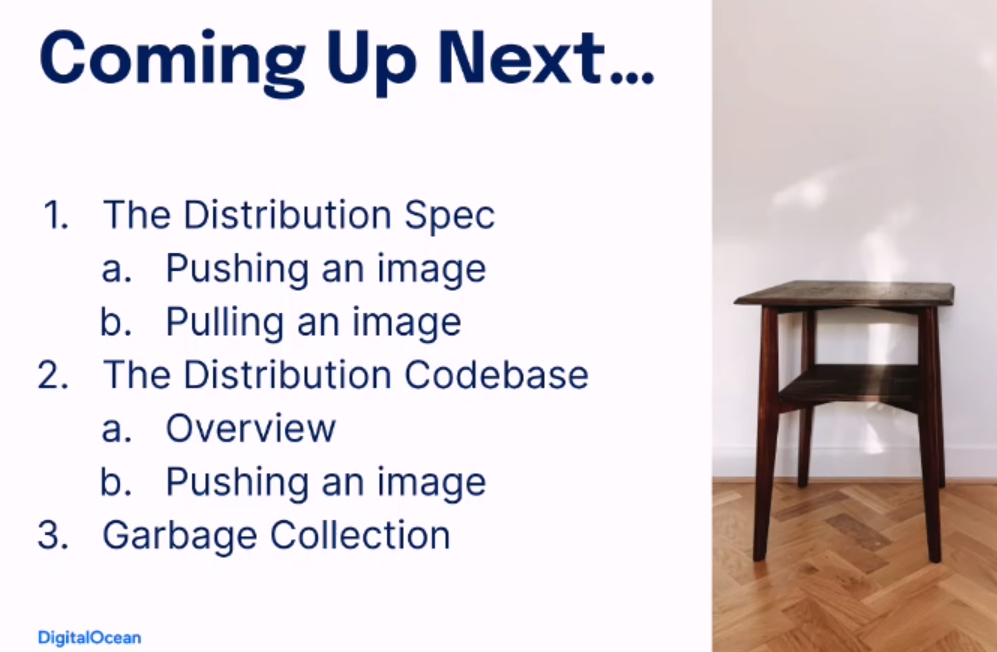 Coming Up Next...
1. The Distribution Spec
a. Pushing an image
b. Pulling an image
2. The Distribution Codebase
a. Overview
b. Pushing an image
3. Garbage Collection
DigitalOcean